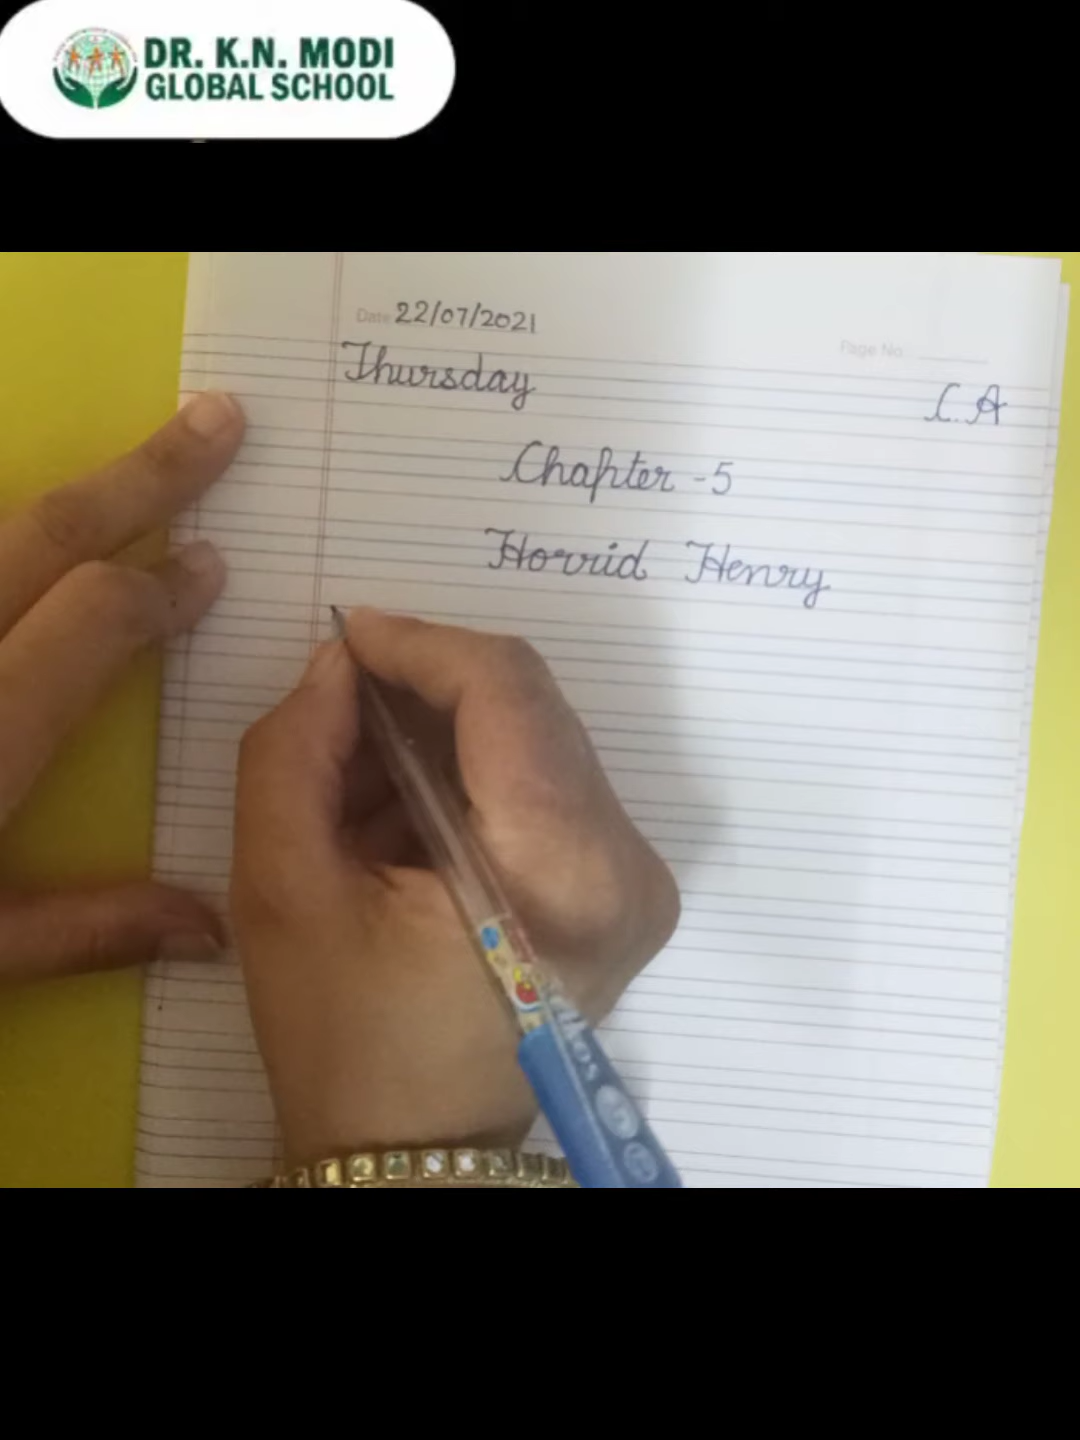 DR. K.N. MODI
GLOBAL SCHOOL
Date 22/07/2021
Page No.
Thursday
C.A
Chapter -5
Horrid Henry